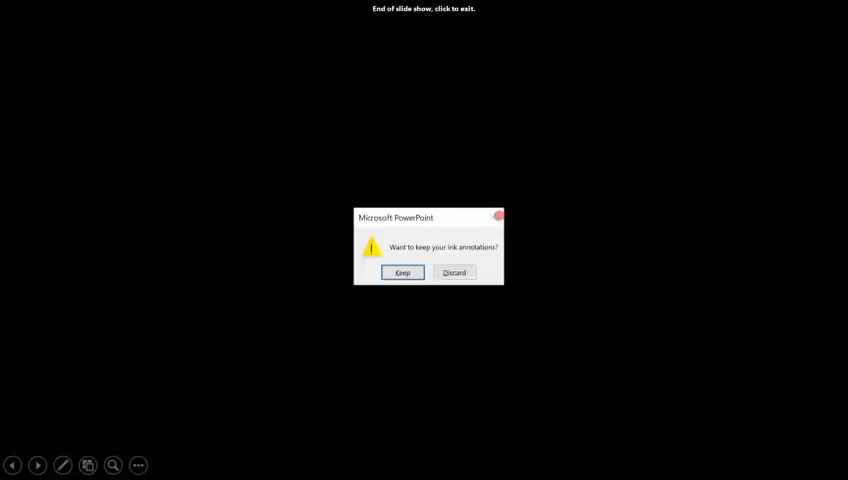 End of slide show, click to exit.
Microsoft PowerPoint
Want to keep your ink annotations?
Keep
Discard